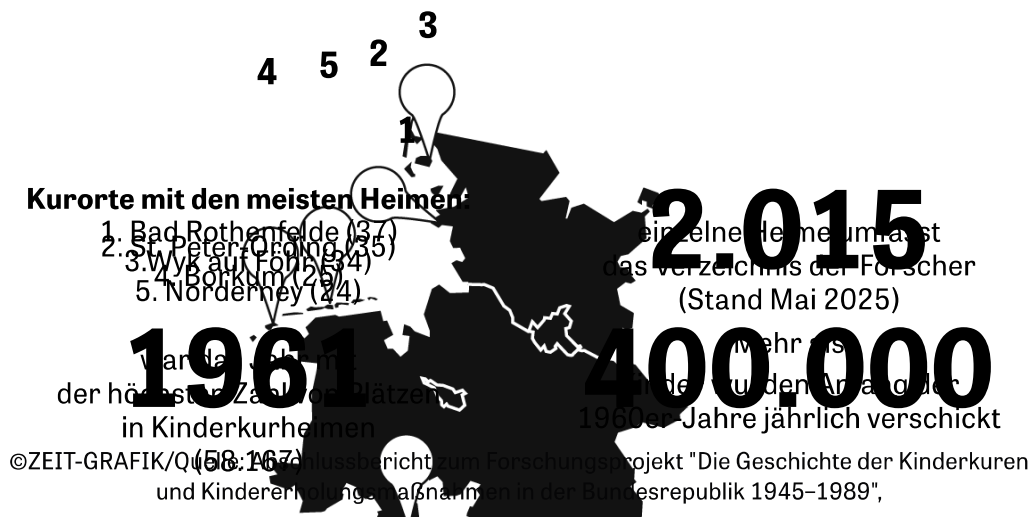 3
2
5
4
1
Kurorte mit den meisten Heimen:
1. Bad Rothenfelde (37)
2. St. Peter-Ording (35)
3.Wyk auf Föhr (34)
4. Borkum (26)
5. Norderney (24)
2.015
einzelne Heime umfasst
das Verzeichnis der Forscher
(Stand Mai 2025)
1961
war das Jahr mit
der höchsten Zahl von Plätzen
in Kinderkurheimen
(58.167)
400.000
Mehr als
Kinder wurden Anfang der
1960er-Jahre jährlich verschickt
©ZEIT-GRAFIK/Quelle: Abschlussbericht zum Forschungsprojekt "Die Geschichte der Kinderkuren
und Kindererholungsmaßnahmen in der Bundesrepublik 1945–1989",